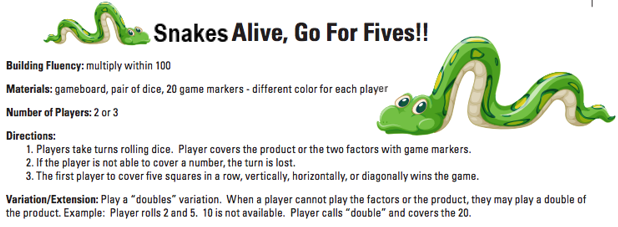 Snakes Alive, Go For Fives!!
Building Fluency: multiply within 100
Materials: gameboard, pair of dice, 20 game markers - different color for each player
Number of Players: 2 or 3
Directions:
1. Players take turns rolling dice. Player covers the product or the two factors with game markers.
2. If the player is not able to cover a number, the turn is lost.
3. The first player to cover five squares in a row, vertically, horizontally, or diagonally wins the game.
Variation/Extension: Play a “doubles” variation. When a player cannot play the factors or the product, they may play a double of
the product. Example: Player rolls 2 and 5. 10 is not available. Player calls “double” and covers the 20.